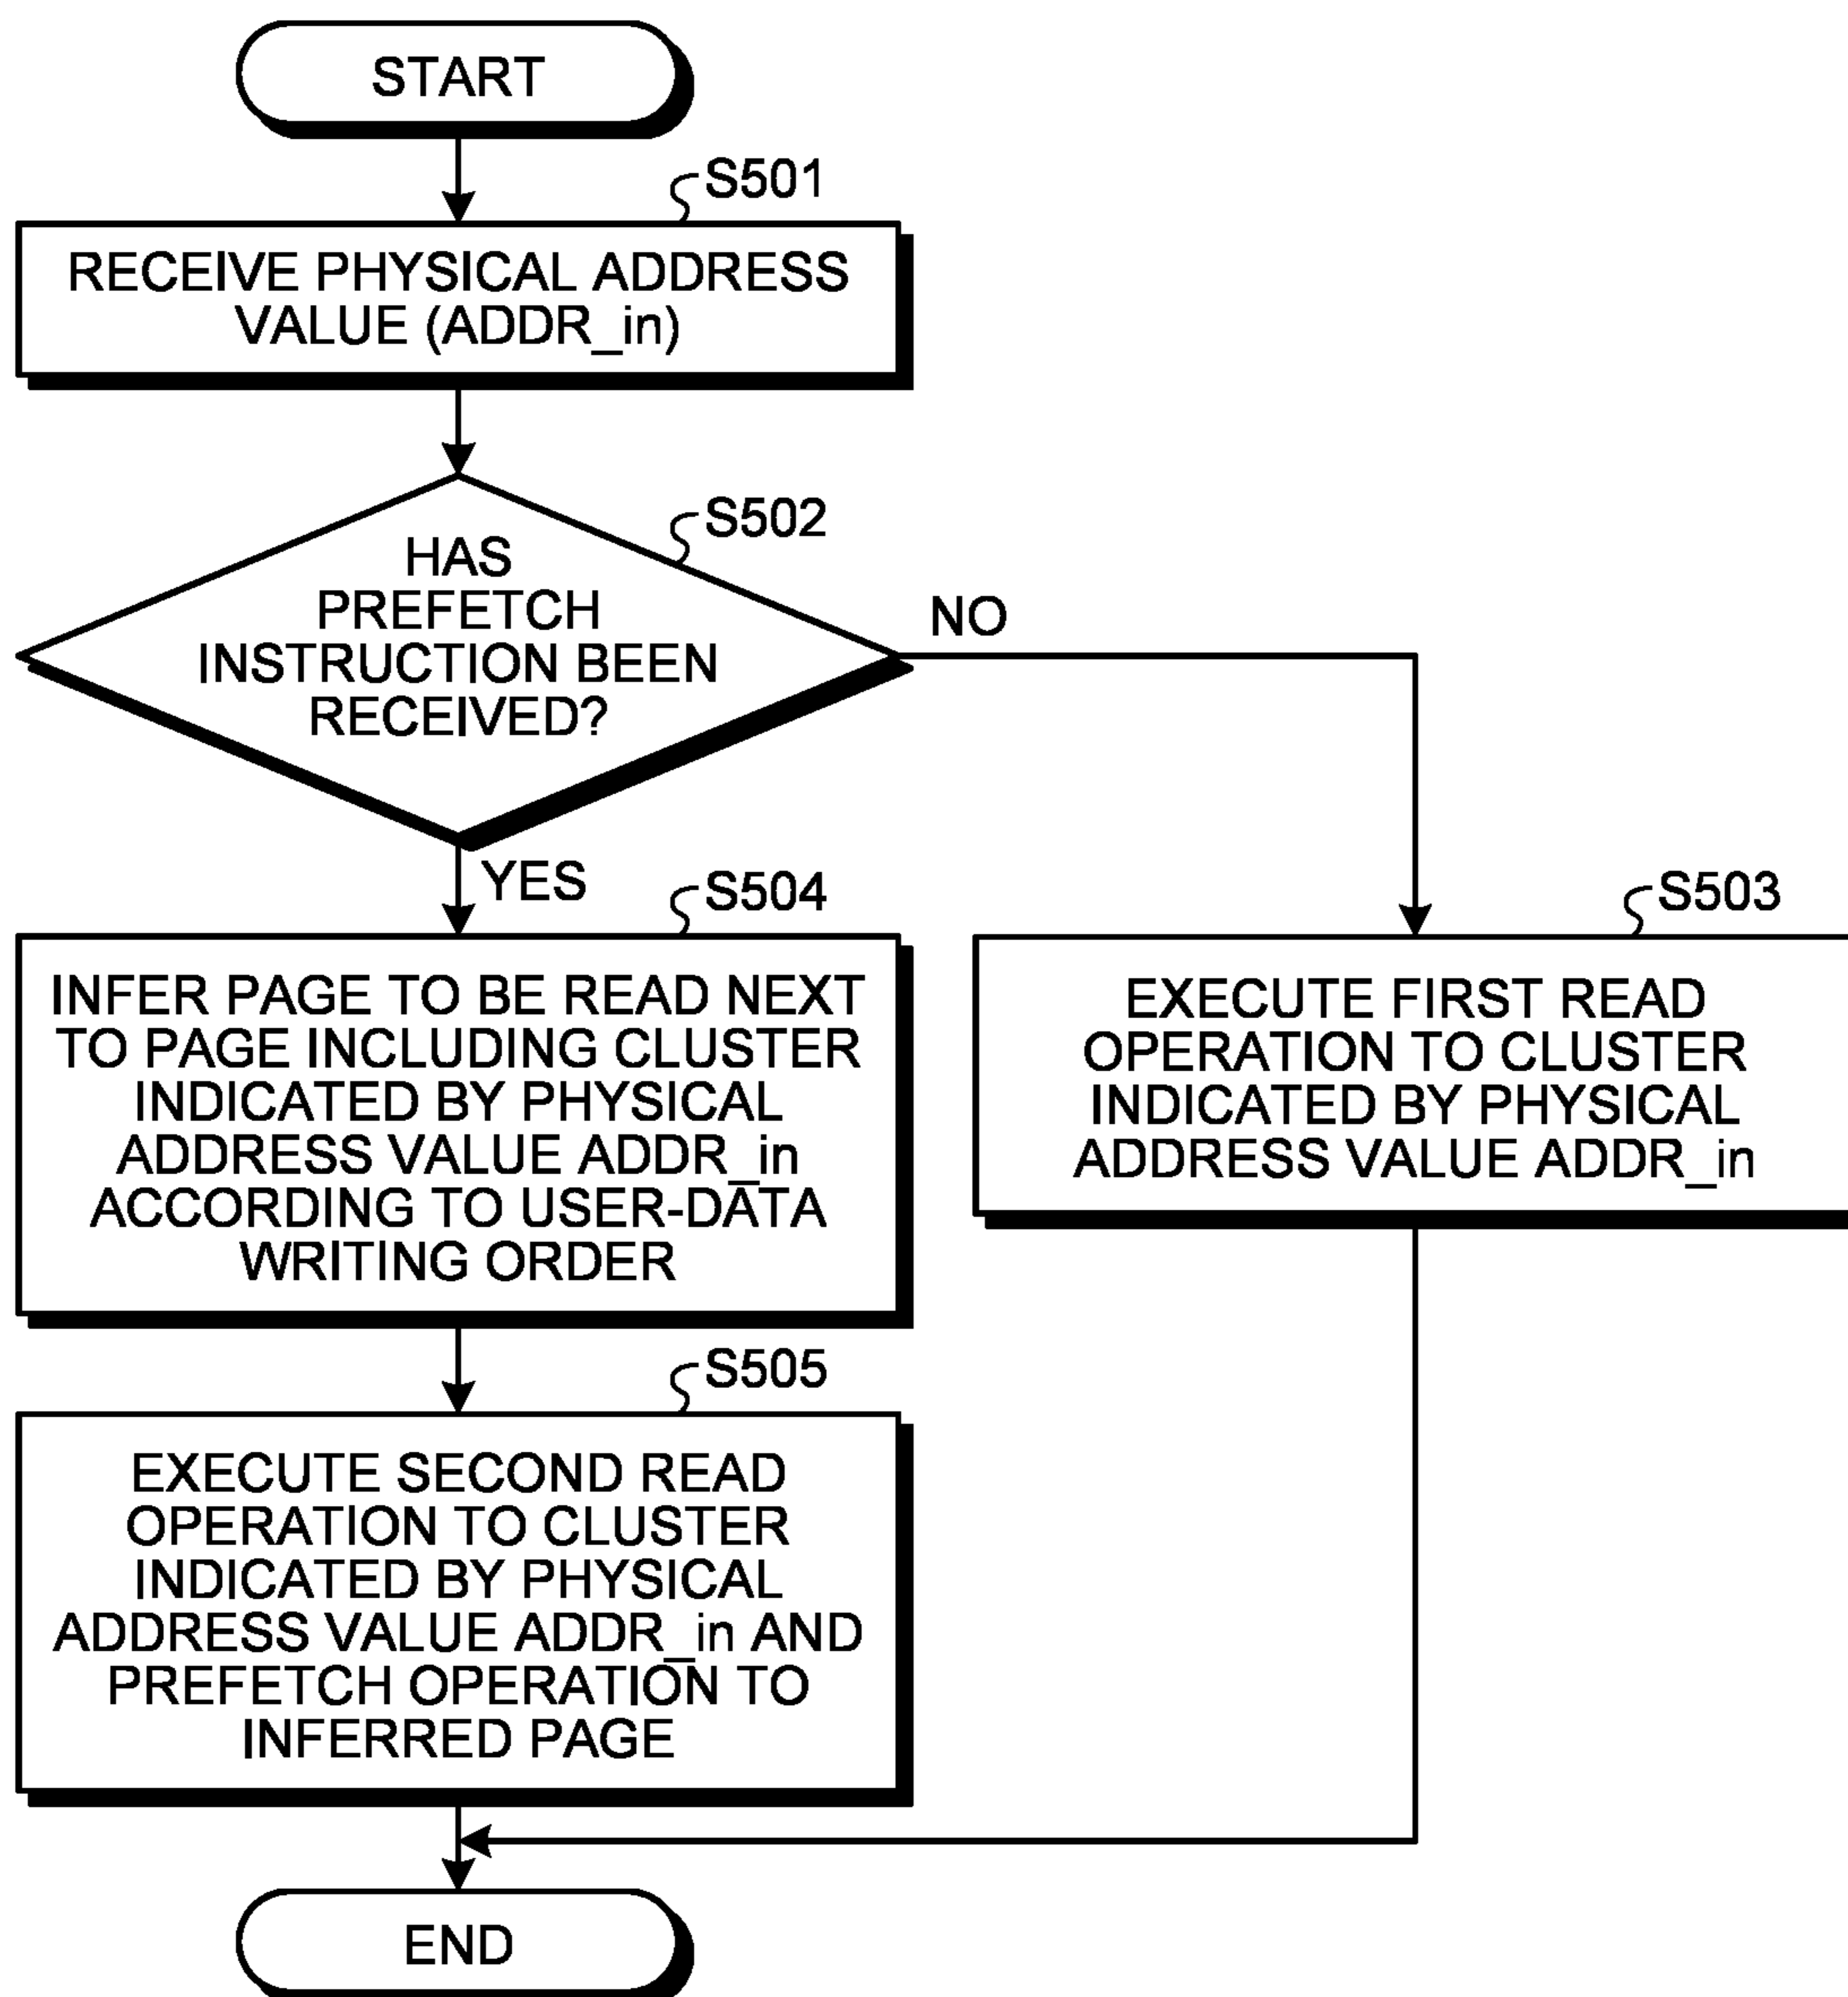 START
S501
RECEIVE PHYSICAL ADDRESS
VALUE (ADDR_in)
S502
HAS
PREFETCH
INSTRUCTION BEEN
RECEIVED?
NO
YES
S504
INFER PAGE TO BE READ NEXT
TO PAGE INCLUDING CLUSTER
INDICATED BY PHYSICAL
ADDRESS VALUE ADDR_in
ACCORDING TO USER-DATA
WRITING ORDER
S503
EXECUTE FIRST READ
OPERATION TO CLUSTER
INDICATED BY PHYSICAL
ADDRESS VALUE ADDR_in
S505
EXECUTE SECOND READ
OPERATION TO CLUSTER
INDICATED BY PHYSICAL
ADDRESS VALUE ADDR_in AND
PREFETCH OPERATION TO
INFERRED PAGE
END